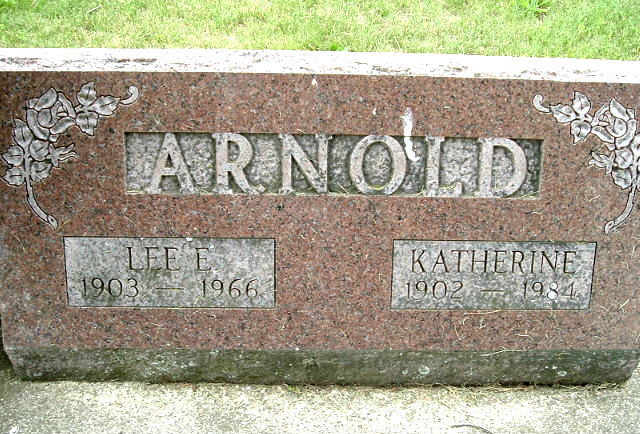 ARNOLD
LEE E.
1903 — 1966
KATHERINE
1902 — 1984